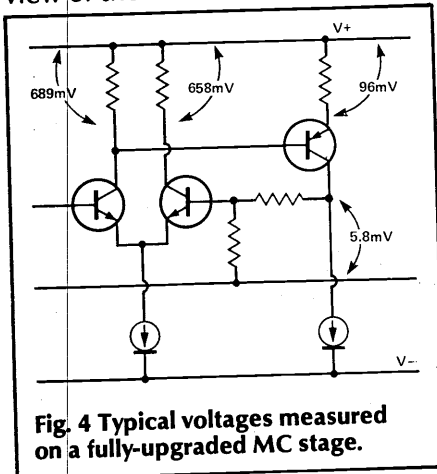 V+
689mV
658mV
96mV
5.8mV
V-
Fig. 4 Typical voltages measured
on a fully-upgraded MC stage.